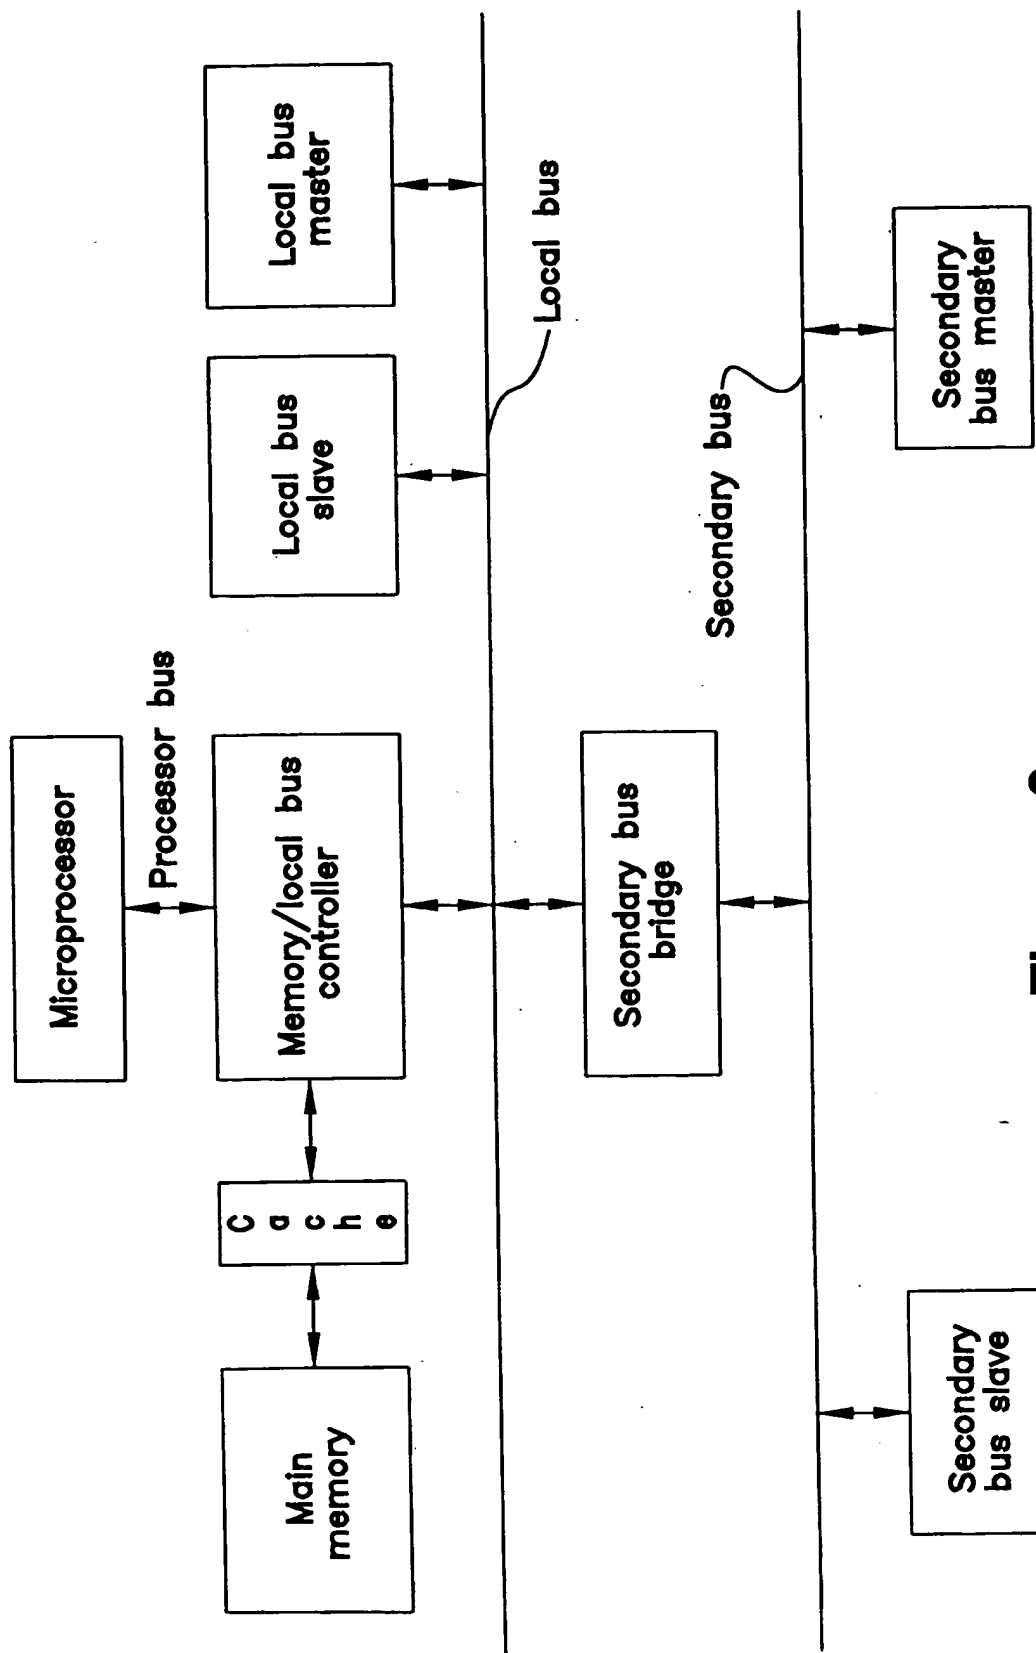 Microprocessor
Processor bus
Main
memory
C
a
c
h
e
Memory/local bus
controller
Local bus
slave
Local bus
master
Local bus
Secondary bus
bridge
Secondary bus
Secondary
bus slave
Secondary
bus master